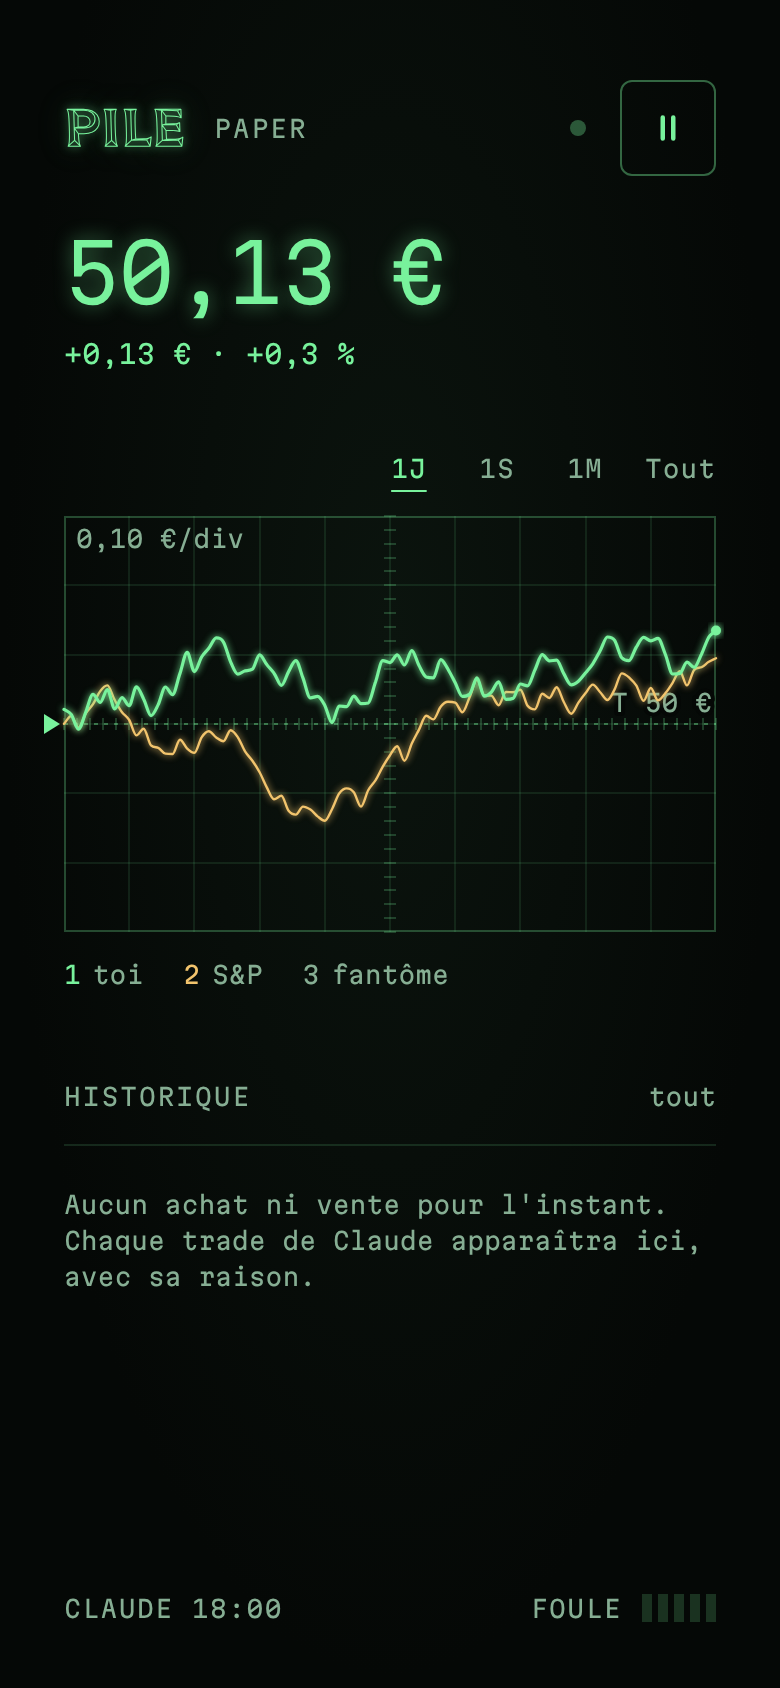 PILE PAPER
50,13 €
+0,13 € · +0,3 %
1J 1S 1M Tout
0,10 €/div
T 50 €
1 toi 2 S&P 3 fantôme
HISTORIQUE tout
Aucun achat ni vente pour l'instant.
Chaque trade de Claude apparaîtra ici,
avec sa raison.
CLAUDE 18:00 FOULE